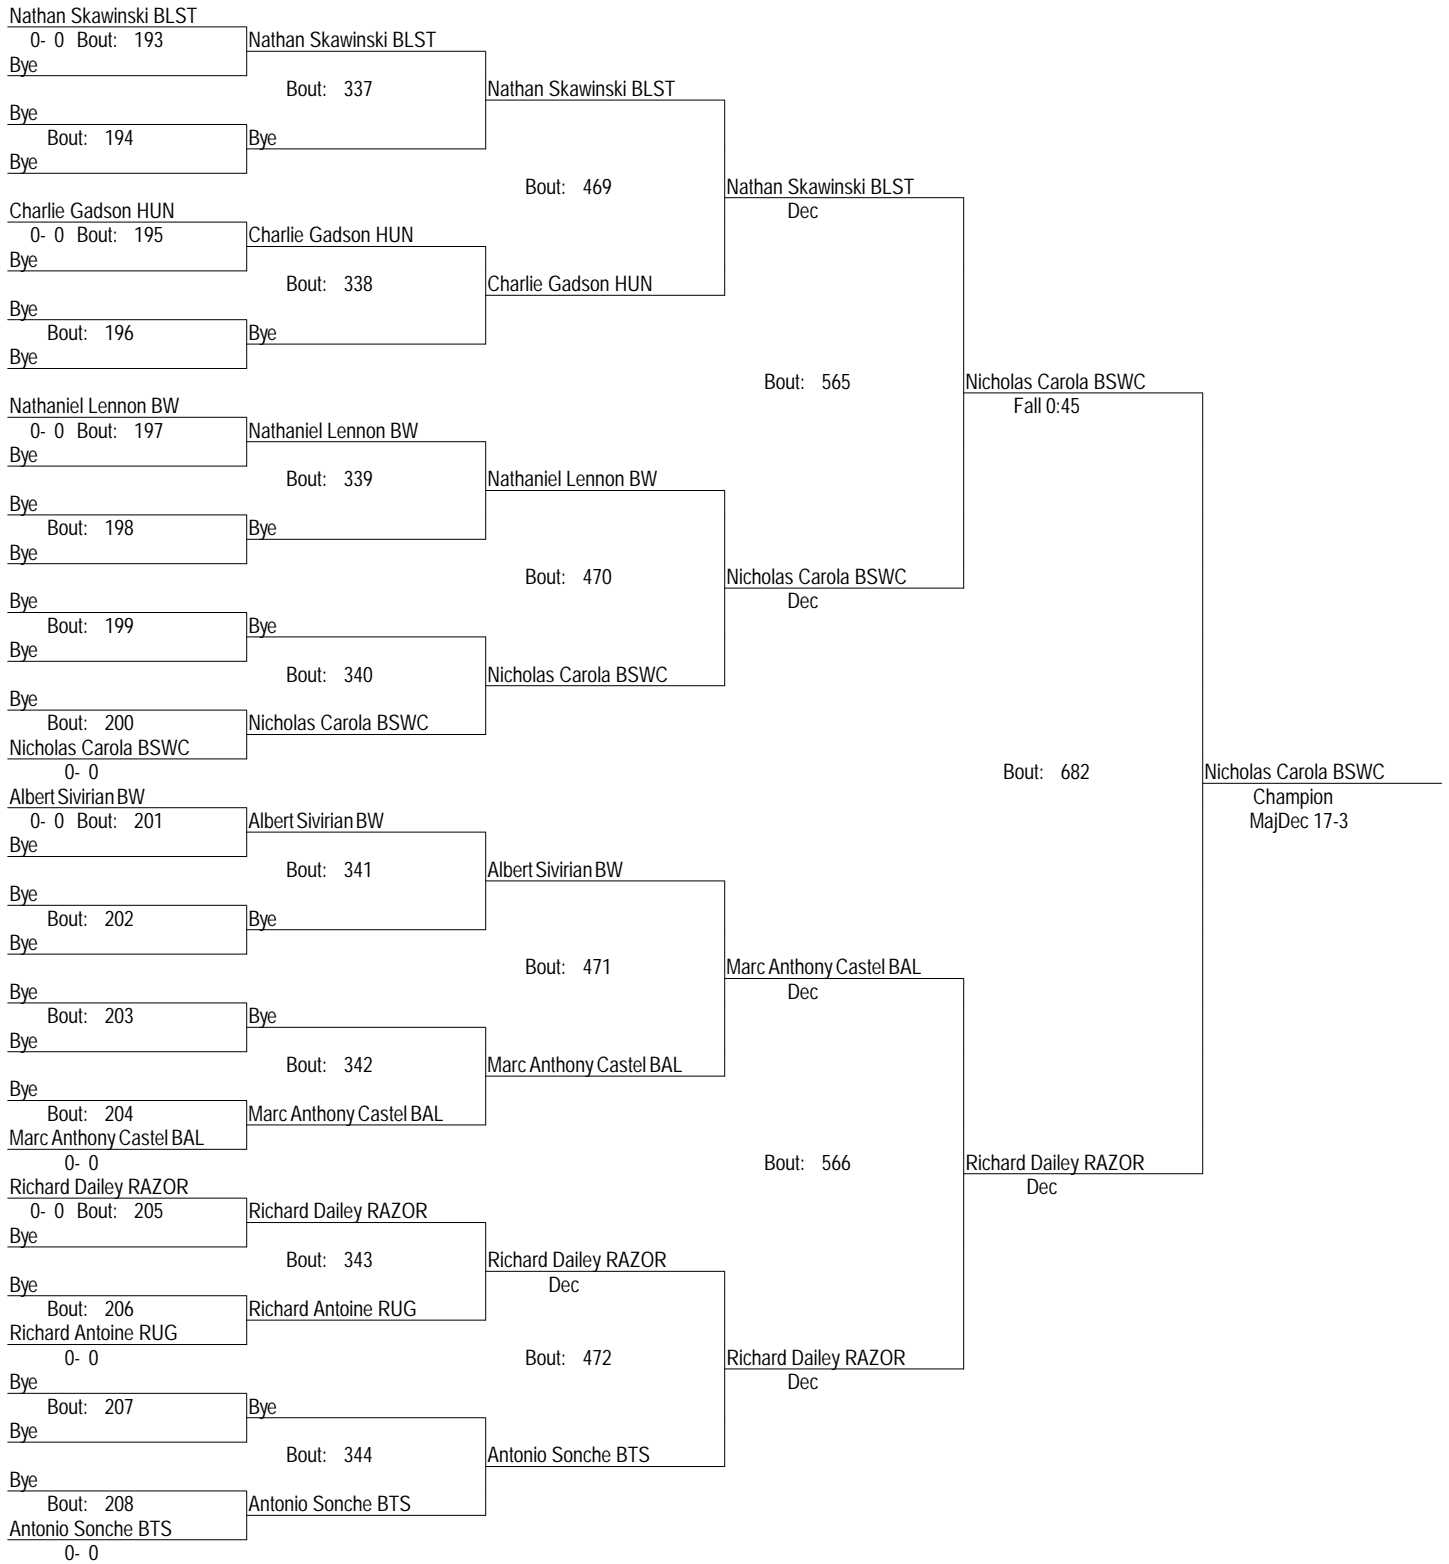 Nathan Skawinski BLST
0- 0 Bout: 193
Nathan Skawinski BLST
Bye
Bout: 337
Nathan Skawinski BLST
Bye
Bout: 194
Bye
Bye
Bout: 469
Nathan Skawinski BLST
Dec
Charlie Gadson HUN
0- 0 Bout: 195
Charlie Gadson HUN
Bye
Bout: 338
Charlie Gadson HUN
Bye
Bout: 196
Bye
Bye
Bout: 565
Nicholas Carola BSWC
Fall 0:45
Nathaniel Lennon BW
0- 0 Bout: 197
Nathaniel Lennon BW
Bye
Bout: 339
Nathaniel Lennon BW
Bye
Bout: 198
Bye
Bye
Bout: 470
Nicholas Carola BSWC
Dec
Bye
Bout: 199
Bye
Bye
Bout: 340
Nicholas Carola BSWC
Bye
Bout: 200
Nicholas Carola BSWC
Nicholas Carola BSWC
0- 0
Bout: 682
Nicholas Carola BSWC
Champion
MajDec 17-3
Albert Sivirian BW
0- 0 Bout: 201
Albert Sivirian BW
Bye
Bout: 341
Albert Sivirian BW
Bye
Bout: 202
Bye
Bye
Bout: 471
Marc Anthony Castel BAL
Dec
Bye
Bout: 203
Bye
Bye
Bout: 342
Marc Anthony Castel BAL
Bye
Bout: 204
Marc Anthony Castel BAL
Marc Anthony Castel BAL
0- 0
Bout: 566
Richard Dailey RAZOR
Dec
Richard Dailey RAZOR
0- 0 Bout: 205
Richard Dailey RAZOR
Bye
Bout: 343
Richard Dailey RAZOR
Dec
Bye
Bout: 206
Richard Antoine RUG
Richard Antoine RUG
0- 0
Bout: 472
Richard Dailey RAZOR
Dec
Bye
Bout: 207
Bye
Bye
Bout: 344
Antonio Sonche BTS
Bye
Bout: 208
Antonio Sonche BTS
Antonio Sonche BTS
0- 0